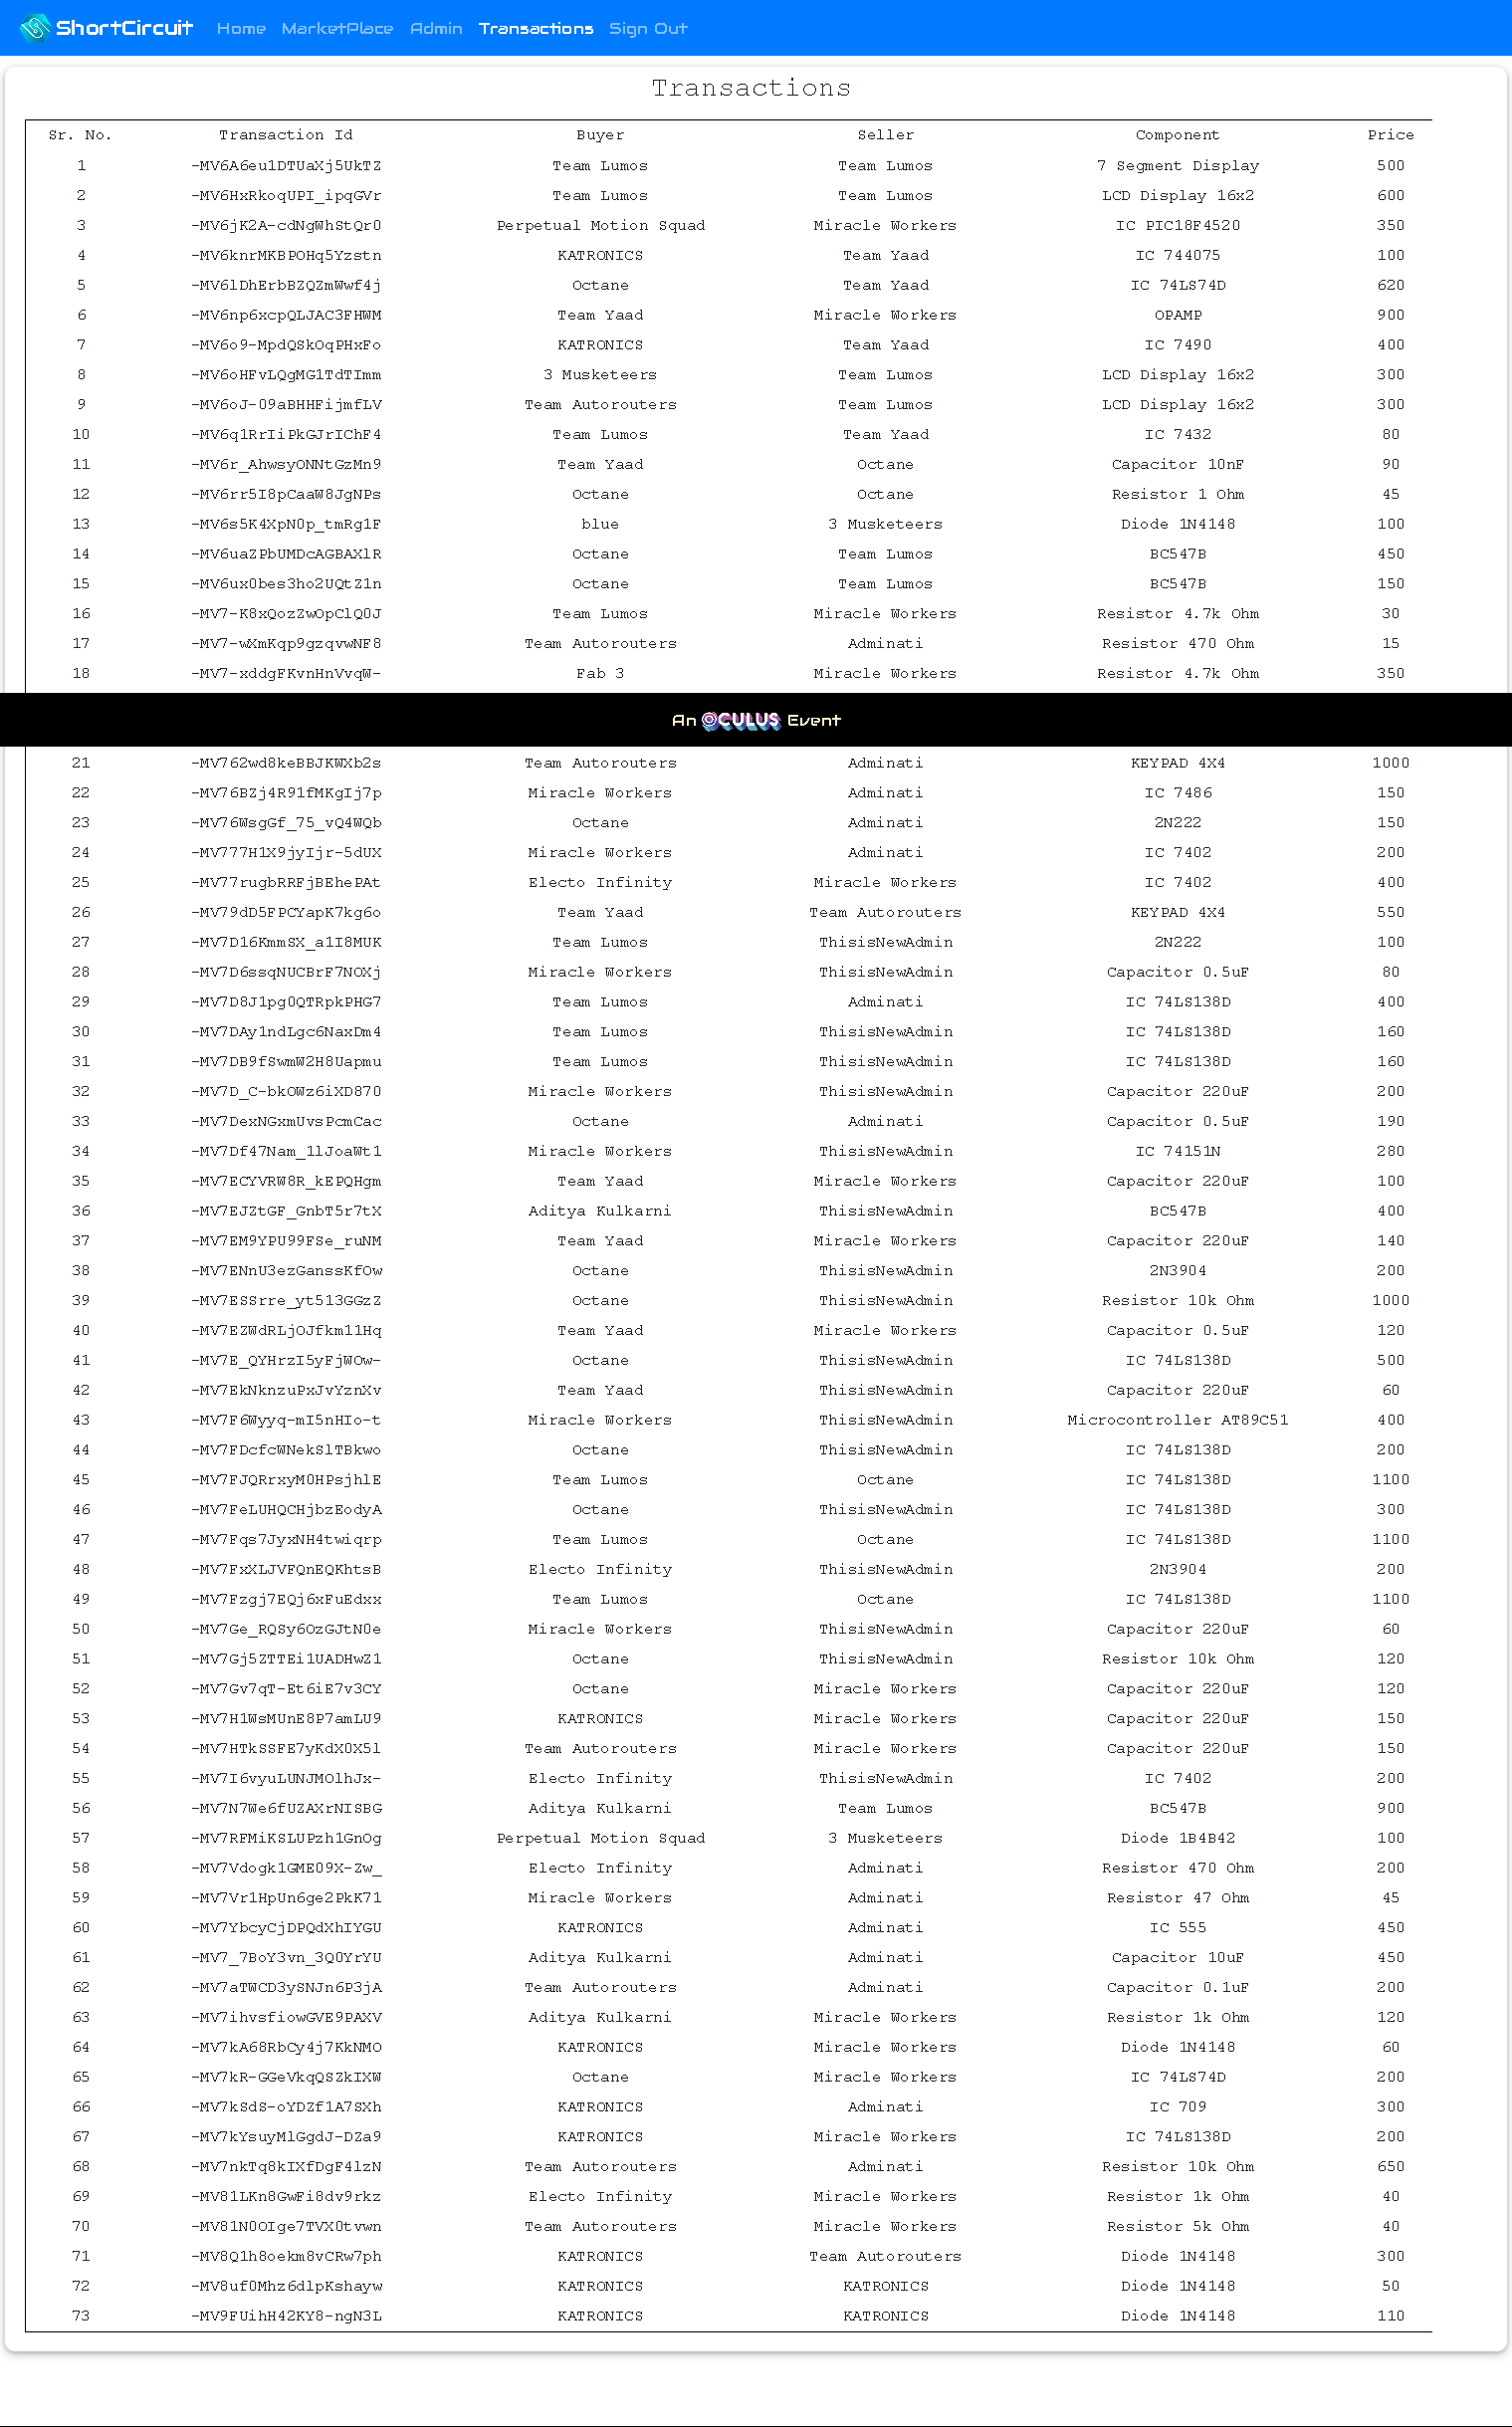 ShortCircuit Home MarketPlace Admin Transactions Sign Out
Transactions
Sr. No. Transaction Id Buyer Seller Component Price
1 -MV6A6eu1DTUaXj5UkTZ Team Lumos Team Lumos 7 Segment Display 500
2 -MV6HxRkoqUPI_ipqGVr Team Lumos Team Lumos LCD Display 16x2 600
3 -MV6jK2A-cdNgWhStQr0 Perpetual Motion Squad Miracle Workers IC PIC18F4520 350
4 -MV6knrMKBPOHq5Yzstn KATRONICS Team Yaad IC 744075 100
5 -MV6lDhErbBZQZmWwf4j Octane Team Yaad IC 74LS74D 620
6 -MV6np6xcpQLJAC3FHWM Team Yaad Miracle Workers OPAMP 900
7 -MV6o9-MpdQSkOqPHxFo KATRONICS Team Yaad IC 7490 400
8 -MV6oHFvLQgMG1TdTImm 3 Musketeers Team Lumos LCD Display 16x2 300
9 -MV6oJ-09aBHHFijmfLV Team Autorouters Team Lumos LCD Display 16x2 300
10 -MV6q1RrIiPkGJrIChF4 Team Lumos Team Yaad IC 7432 80
11 -MV6r_AhwsyONNtGzMn9 Team Yaad Octane Capacitor 10nF 90
12 -MV6rr5I8pCaaW8JgNPs Octane Octane Resistor 1 Ohm 45
13 -MV6s5K4XpN0p_tmRg1F blue 3 Musketeers Diode 1N4148 100
14 -MV6uaZPbUMDcAGBAXlR Octane Team Lumos BC547B 450
15 -MV6ux0bes3ho2UQtZ1n Octane Team Lumos BC547B 150
16 -MV7-K8xQozZwOpClQ0J Team Lumos Miracle Workers Resistor 4.7k Ohm 30
17 -MV7-wXmKqp9gzqvwNF8 Team Autorouters Adminati Resistor 470 Ohm 15
18 -MV7-xddgFKvnHnVvqW- Fab 3 Miracle Workers Resistor 4.7k Ohm 350
An OCULUS Event
21 -MV762wd8keBBJKWXb2s Team Autorouters Adminati KEYPAD 4X4 1000
22 -MV76BZj4R91fMKgIj7p Miracle Workers Adminati IC 7486 150
23 -MV76WsgGf_75_vQ4WQb Octane Adminati 2N222 150
24 -MV777H1X9jyIjr-5dUX Miracle Workers Adminati IC 7402 200
25 -MV77rugbRRFjBEhePAt Electo Infinity Miracle Workers IC 7402 400
26 -MV79dD5FPCYapK7kg6o Team Yaad Team Autorouters KEYPAD 4X4 550
27 -MV7D16KmmSX_a1I8MUK Team Lumos ThisisNewAdmin 2N222 100
28 -MV7D6ssqNUCBrF7NOXj Miracle Workers ThisisNewAdmin Capacitor 0.5uF 80
29 -MV7D8J1pg0QTRpkPHG7 Team Lumos Adminati IC 74LS138D 400
30 -MV7DAy1ndLgc6NaxDm4 Team Lumos ThisisNewAdmin IC 74LS138D 160
31 -MV7DB9fSwmW2H8Uapmu Team Lumos ThisisNewAdmin IC 74LS138D 160
32 -MV7D_C-bkOWz6iXD870 Miracle Workers ThisisNewAdmin Capacitor 220uF 200
33 -MV7DexNGxmUvsPcmCac Octane Adminati Capacitor 0.5uF 190
34 -MV7Df47Nam_1lJoaWt1 Miracle Workers ThisisNewAdmin IC 74151N 280
35 -MV7ECYVRW8R_kEPQHgm Team Yaad Miracle Workers Capacitor 220uF 100
36 -MV7EJZtGF_GnbT5r7tX Aditya Kulkarni ThisisNewAdmin BC547B 400
37 -MV7EM9YPU99FSe_ruNM Team Yaad Miracle Workers Capacitor 220uF 140
38 -MV7ENnU3ezGanssKfOw Octane ThisisNewAdmin 2N3904 200
39 -MV7ESSrre_yt513GGzZ Octane ThisisNewAdmin Resistor 10k Ohm 1000
40 -MV7EZWdRLjOJfkm11Hq Team Yaad Miracle Workers Capacitor 0.5uF 120
41 -MV7E_QYHrzI5yFjWOw- Octane ThisisNewAdmin IC 74LS138D 500
42 -MV7EkNknzuPxJvYznXv Team Yaad ThisisNewAdmin Capacitor 220uF 60
43 -MV7F6Wyyq-mI5nHIo-t Miracle Workers ThisisNewAdmin Microcontroller AT89C51 400
44 -MV7FDcfcWNekSlTBkwo Octane ThisisNewAdmin IC 74LS138D 200
45 -MV7FJQRrxyM0HPsjhlE Team Lumos Octane IC 74LS138D 1100
46 -MV7FeLUHQCHjbzEodyA Octane ThisisNewAdmin IC 74LS138D 300
47 -MV7Fqs7JyxNH4twiqrp Team Lumos Octane IC 74LS138D 1100
48 -MV7FxXLJVFQnEQKhtsB Electo Infinity ThisisNewAdmin 2N3904 200
49 -MV7Fzgj7EQj6xFuEdxx Team Lumos Octane IC 74LS138D 1100
50 -MV7Ge_RQSy6OzGJtN0e Miracle Workers ThisisNewAdmin Capacitor 220uF 60
51 -MV7Gj5ZTTEi1UADHwZ1 Octane ThisisNewAdmin Resistor 10k Ohm 120
52 -MV7Gv7qT-Et6iE7v3CY Octane Miracle Workers Capacitor 220uF 120
53 -MV7H1WsMUnE8P7amLU9 KATRONICS Miracle Workers Capacitor 220uF 150
54 -MV7HTkSSFE7yKdX0X5l Team Autorouters Miracle Workers Capacitor 220uF 150
55 -MV7I6vyuLUNJMOlhJx- Electo Infinity ThisisNewAdmin IC 7402 200
56 -MV7N7We6fUZAXrNISBG Aditya Kulkarni Team Lumos BC547B 900
57 -MV7RFMiKSLUPzh1GnOg Perpetual Motion Squad 3 Musketeers Diode 1B4B42 100
58 -MV7Vdogk1GME09X-Zw_ Electo Infinity Adminati Resistor 470 Ohm 200
59 -MV7Vr1HpUn6ge2PkK71 Miracle Workers Adminati Resistor 47 Ohm 45
60 -MV7YbcyCjDPQdXhIYGU KATRONICS Adminati IC 555 450
61 -MV7_7BoY3vn_3Q0YrYU Aditya Kulkarni Adminati Capacitor 10uF 450
62 -MV7aTWCD3ySNJn6P3jA Team Autorouters Adminati Capacitor 0.1uF 200
63 -MV7ihvsfiowGVE9PAXV Aditya Kulkarni Miracle Workers Resistor 1k Ohm 120
64 -MV7kA68RbCy4j7KkNMO KATRONICS Miracle Workers Diode 1N4148 60
65 -MV7kR-GGeVkqQSZkIXW Octane Miracle Workers IC 74LS74D 200
66 -MV7kSdS-oYDZf1A7SXh KATRONICS Adminati IC 709 300
67 -MV7kYsuyMlGgdJ-DZa9 KATRONICS Miracle Workers IC 74LS138D 200
68 -MV7nkTq8kIXfDgF4lzN Team Autorouters Adminati Resistor 10k Ohm 650
69 -MV81LKn8GwFi8dv9rkz Electo Infinity Miracle Workers Resistor 1k Ohm 40
70 -MV81N0OIge7TVX0tvwn Team Autorouters Miracle Workers Resistor 5k Ohm 40
71 -MV8Q1h8oekm8vCRw7ph KATRONICS Team Autorouters Diode 1N4148 300
72 -MV8uf0Mhz6dlpKshayw KATRONICS KATRONICS Diode 1N4148 50
73 -MV9FUihH42KY8-ngN3L KATRONICS KATRONICS Diode 1N4148 110